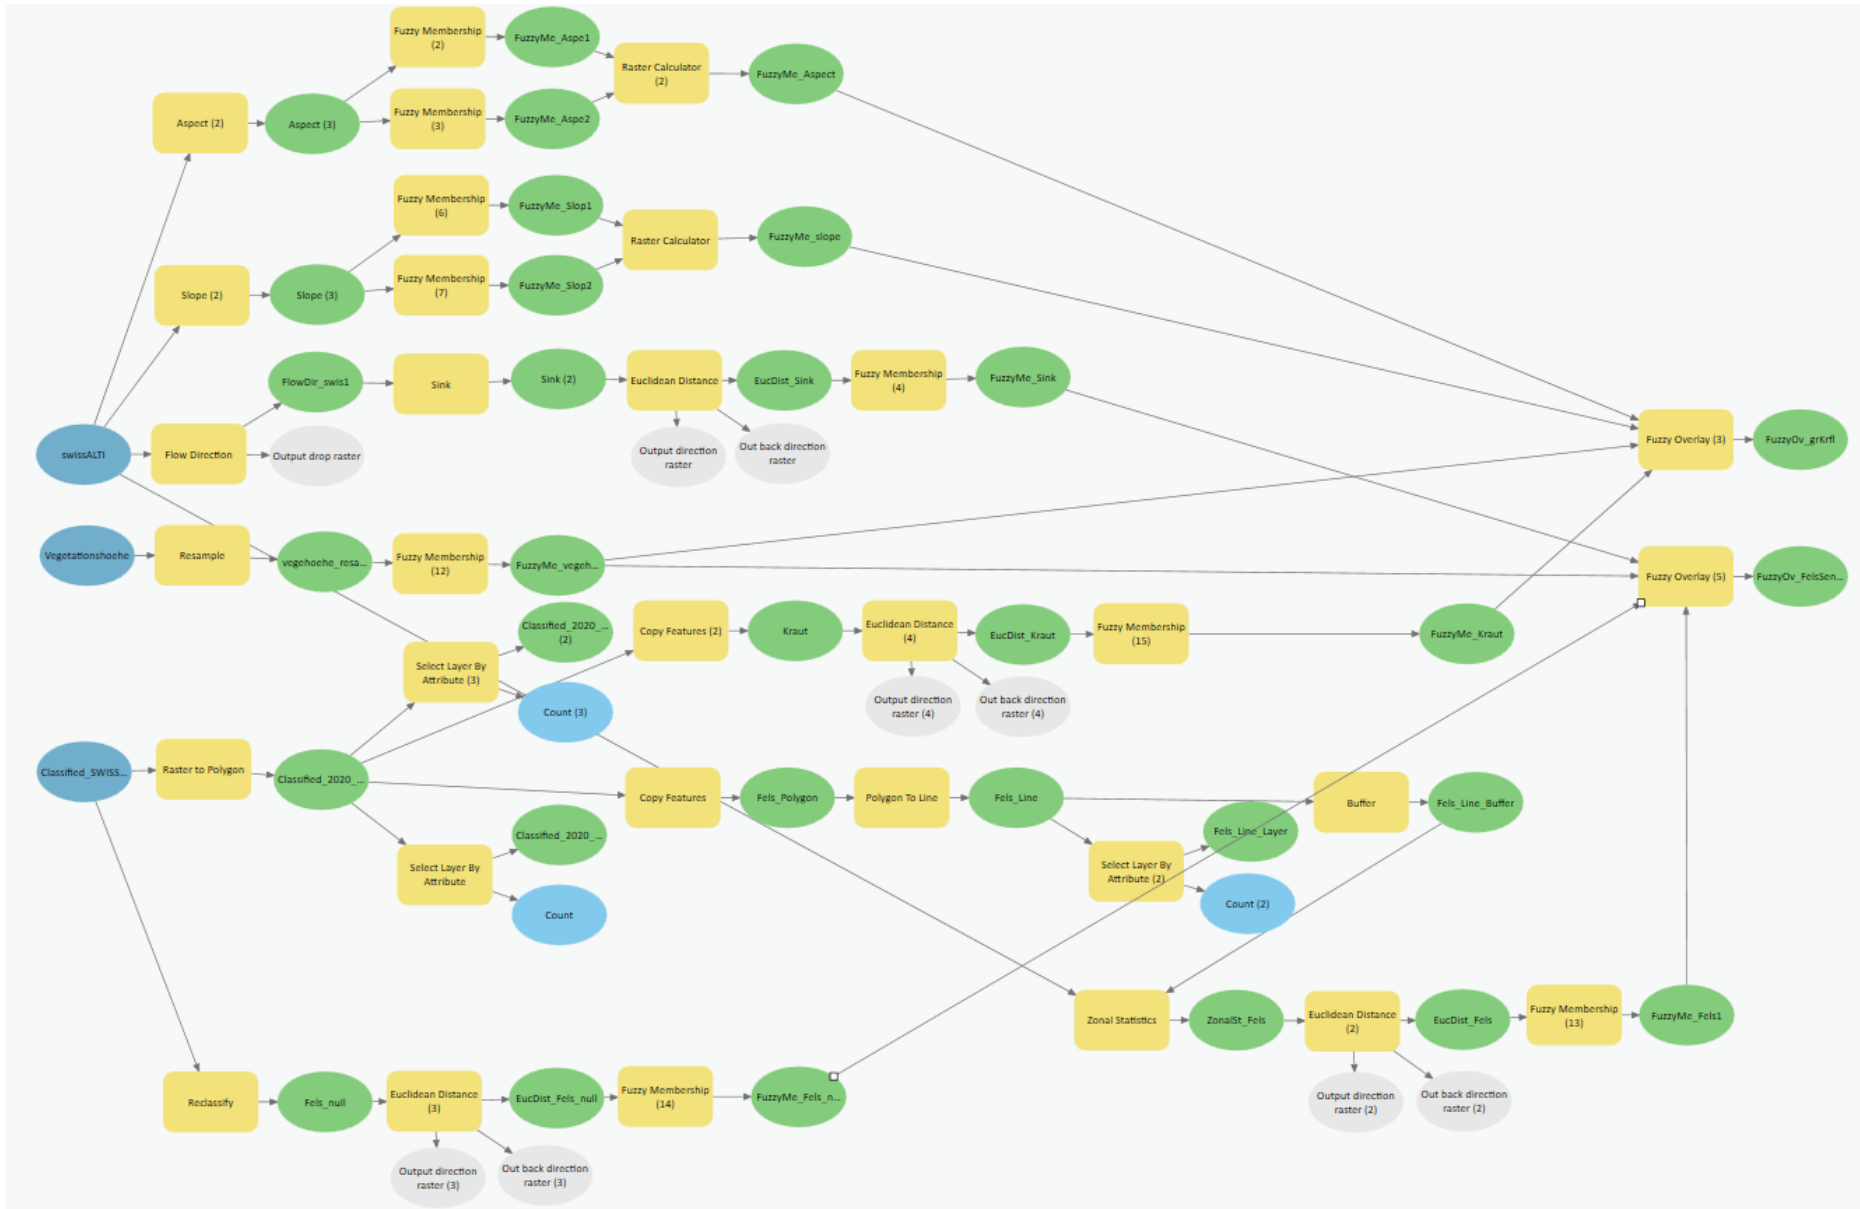 Fuzzy Membership
(2)
FuzzyMe_Aspe1
Raster Calculator
(2)
FuzzyMe_Aspect
Aspect (2)
Aspect (3)
Fuzzy Membership
(3)
FuzzyMe_Aspe2
Fuzzy Membership
(6)
FuzzyMe_Slop1
Raster Calculator
FuzzyMe_slope
Slope (2)
Slope (3)
Fuzzy Membership
(7)
FuzzyMe_Slop2
FlowDir_swis1
Sink
Sink (2)
Euclidean Distance
EucDist_Sink
Fuzzy Membership
(4)
FuzzyMe_Sink
swissALTI
Flow Direction
Output drop raster
Output direction
raster
Out back direction
raster
Fuzzy Overlay (3)
FuzzyOv_grKrfl
Vegetationshoehe
Resample
vegehoehe_resa...
Fuzzy Membership
(12)
FuzzyMe_vegeh...
Fuzzy Overlay (5)
FuzzyOv_FelsSen...
Classified_2020_...
(2)
Copy Features (2)
Kraut
Euclidean Distance
(4)
EucDist_Kraut
Fuzzy Membership
(15)
FuzzyMe_Kraut
Select Layer By
Attribute (3)
Count (3)
Output direction
raster (4)
Out back direction
raster (4)
Classified_SWISS...
Raster to Polygon
Classified_2020_...
Copy Features
Fels_Polygon
Polygon To Line
Fels_Line
Buffer
Fels_Line_Buffer
Classified_2020_...
Fels_Line_Layer
Select Layer By
Attribute
Count
Select Layer By
Attribute (2)
Count (2)
Zonal Statistics
ZonalSt_Fels
Euclidean Distance
(2)
EucDist_Fels
Fuzzy Membership
(13)
FuzzyMe_Fels1
Output direction
raster (2)
Out back direction
raster (2)
Reclassify
Fels_null
Euclidean Distance
(3)
EucDist_Fels_null
Fuzzy Membership
(14)
FuzzyMe_Fels_n...
Output direction
raster (3)
Out back direction
raster (3)